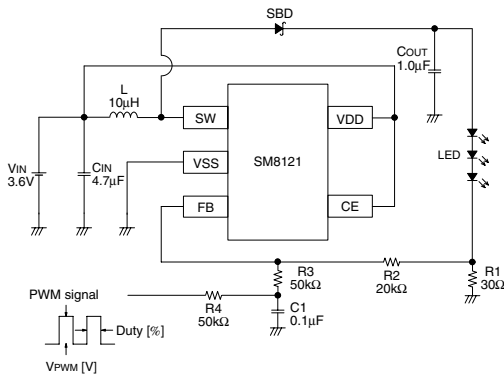 SBD
COUT
1.0µF
L
10µH
SW
VDD
VIN
3.6V
CIN
4.7µF
VSS
SM8121
LED
FB
CE
R3
50kΩ
R2
20kΩ
R1
30Ω
PWM signal
R4
50kΩ
C1
0.1µF
Duty [%]
VPWM [V]